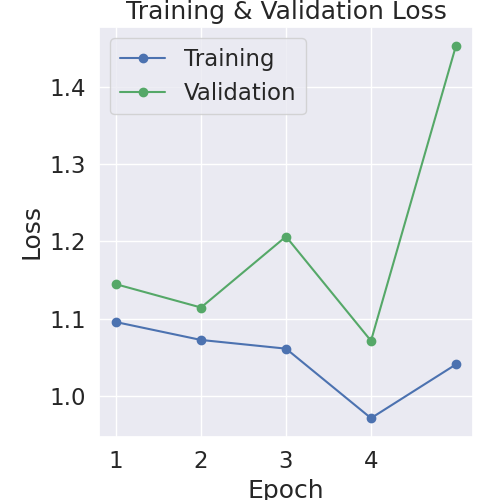 Training & Validation Loss
Training
Validation
1.4
1.3
1.2
1.1
1.0
Loss
1 2 3 4
Epoch